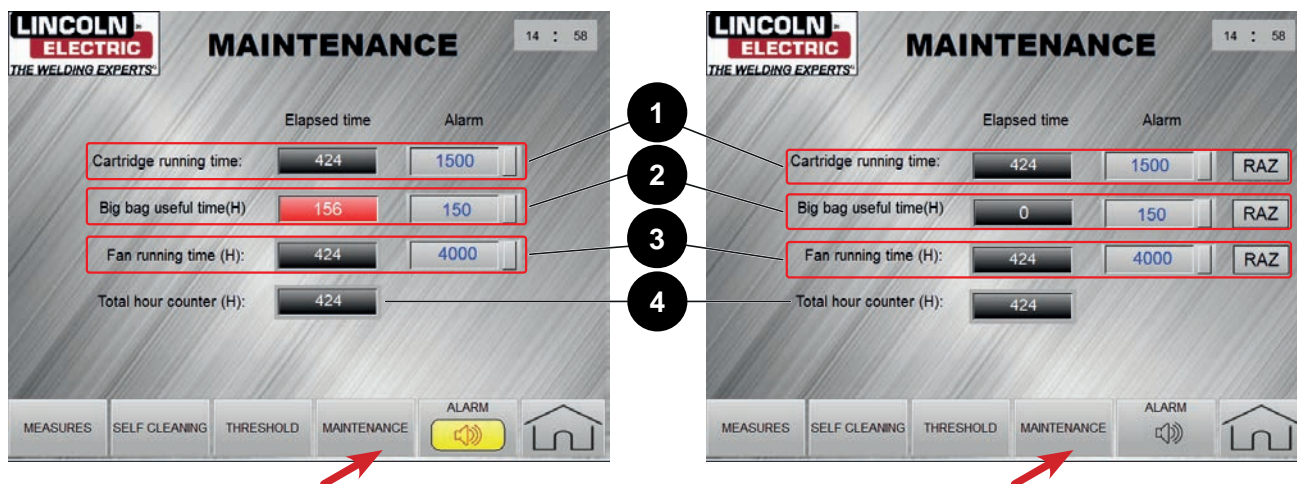 LINCOLN
ELECTRIC
THE WELDING EXPERTS
MAINTENANCE
14 : 58
Elapsed time Alarm
Cartridge running time: 424 1500
Big bag useful time(H) 156 150
Fan running time (H): 424 4000
Total hour counter (H): 424
MEASURES SELF CLEANING THRESHOLD MAINTENANCE ALARM
1
2
3
4
LINCOLN
ELECTRIC
THE WELDING EXPERTS
MAINTENANCE
14 : 58
Elapsed time Alarm
Cartridge running time: 424 1500 RAZ
Big bag useful time(H) 0 150 RAZ
Fan running time (H): 424 4000 RAZ
Total hour counter (H): 424
MEASURES SELF CLEANING THRESHOLD MAINTENANCE ALARM